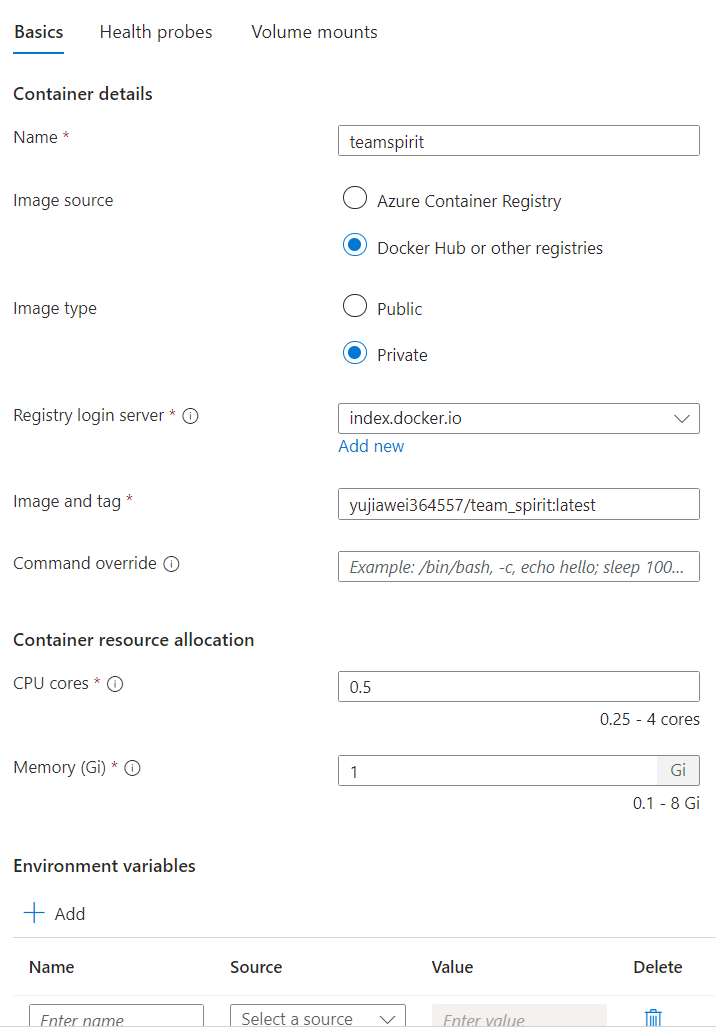 Basics Health probes Volume mounts
Container details
Name * teamspirit
Image source Azure Container Registry
Docker Hub or other registries
Image type Public
Private
Registry login server * index.docker.io
Add new
Image and tag * yujiawei364557/team_spirit:latest
Command override Example: /bin/bash, -c, echo hello; sleep 100...
Container resource allocation
CPU cores * 0.5
0.25 - 4 cores
Memory (Gi) * 1 Gi
0.1 - 8 Gi
Environment variables
Add
Name Source Value Delete
Enter name Select a source Enter value